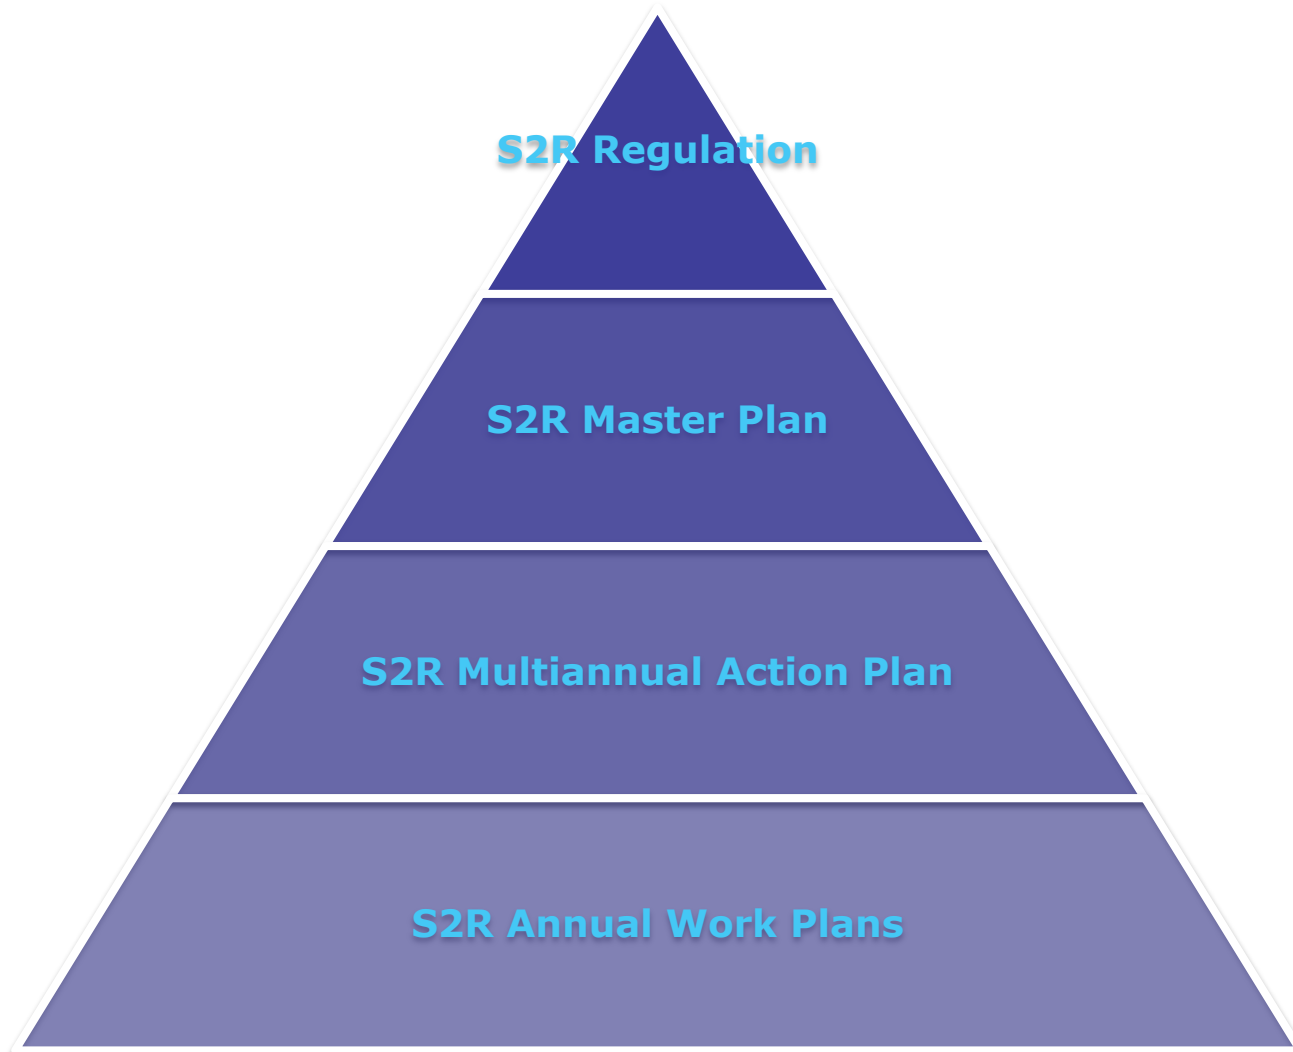 S2R Regulation
S2R Master Plan
S2R Multiannual Action Plan
S2R Annual Work Plans